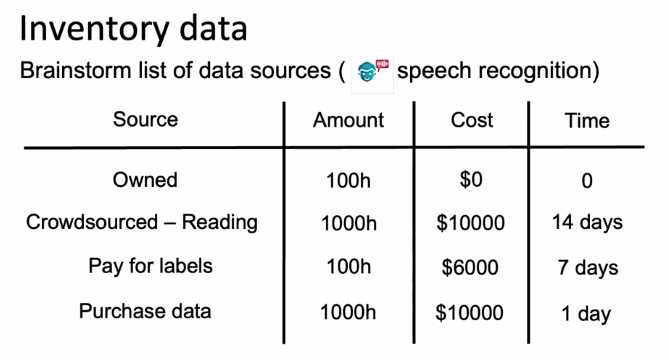 Inventory data
Brainstorm list of data sources ( speech recognition)
Source Amount Cost Time
Owned 100h $0 0
Crowdsourced – Reading 1000h $10000 14 days
Pay for labels 100h $6000 7 days
Purchase data 1000h $10000 1 day